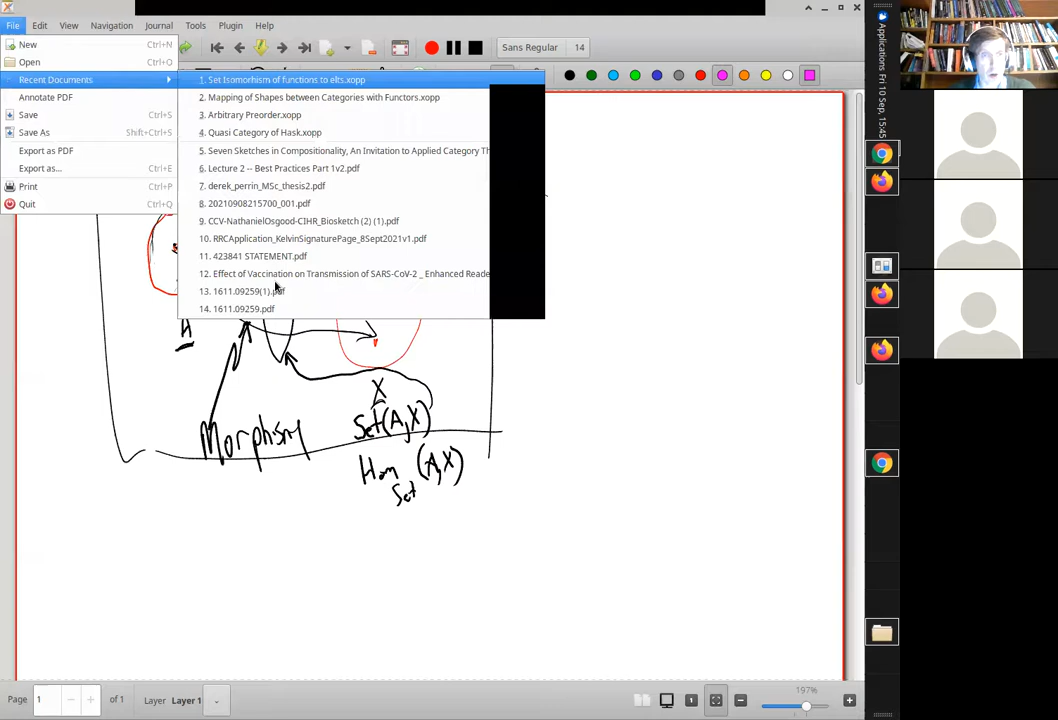 File Edit View Navigation Journal Tools Plugin Help
New Ctrl+N
Open Ctrl+O
Recent Documents
Annotate PDF
Save Ctrl+S
Save As Shift+Ctrl+S
Export as PDF
Export as... Ctrl+E
Print Ctrl+P
Quit Ctrl+Q
Sans Regular 14
1. Set Isomorhism of functions to elts.xopp
2. Mapping of Shapes between Categories with Functors.xopp
3. Arbitrary Preorder.xopp
4. Quasi Category of Hask.xopp
5. Seven Sketches in Compositionality, An Invitation to Applied Category Th
6. Lecture 2 -- Best Practices Part 1v2.pdf
7. derek_perrin_MSc_thesis2.pdf
8. 20210908215700_001.pdf
9. CCV-NathanielOsgood-CIHR_Biosketch (2) (1).pdf
10. RRCApplication_KelvinSignaturePage_8Sept2021v1.pdf
11. 423841 STATEMENT.pdf
12. Effect of Vaccination on Transmission of SARS-CoV-2 _ Enhanced Reade
13. 1611.09259(1).pdf
14. 1611.09259.pdf
A
X
Set(A,X)
Morphism
Hom (A,X)
Set
Page 1 of 1 Layer Layer 1
197%
Applications Fri 10 Sep, 15:45